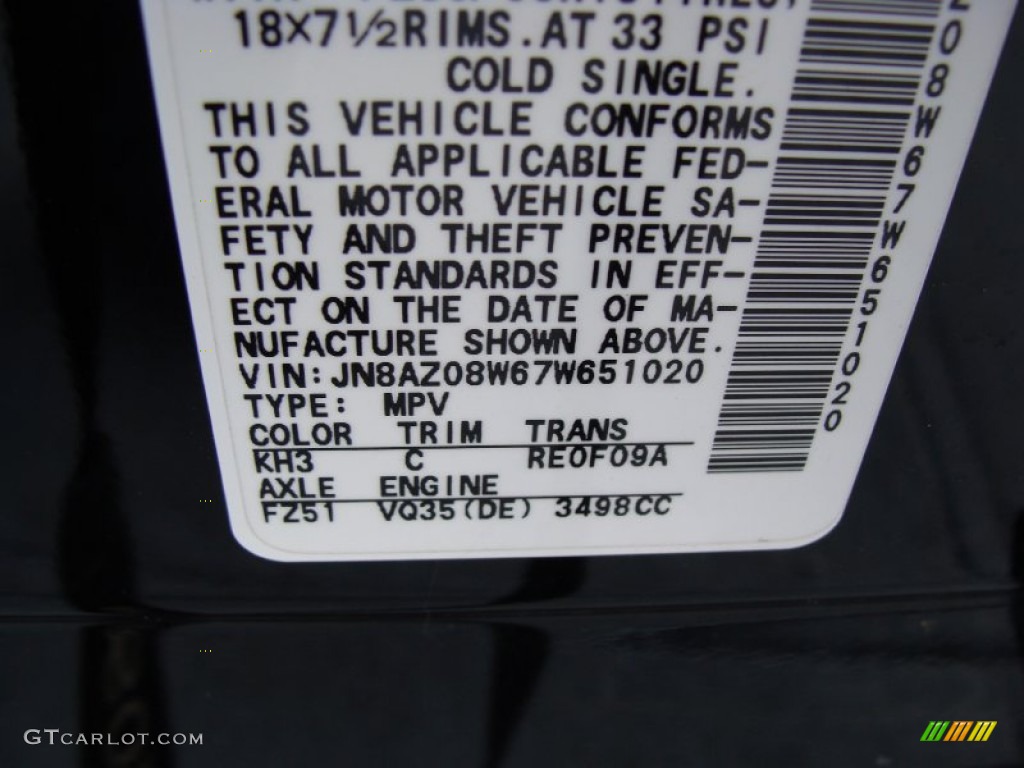 18X7½RIMS.AT 33 PSI
COLD SINGLE.
THIS VEHICLE CONFORMS
TO ALL APPLICABLE FED-
ERAL MOTOR VEHICLE SA-
FETY AND THEFT PREVEN-
TION STANDARDS IN EFF-
ECT ON THE DATE OF MA-
NUFACTURE SHOWN ABOVE.
VIN:JN8AZ08W67W651020
TYPE: MPV
COLOR TRIM TRANS
KH3 C RE0F09A
AXLE ENGINE
FZ51 VQ35(DE) 3498CC
08W67W651020
GTCARLOT.COM